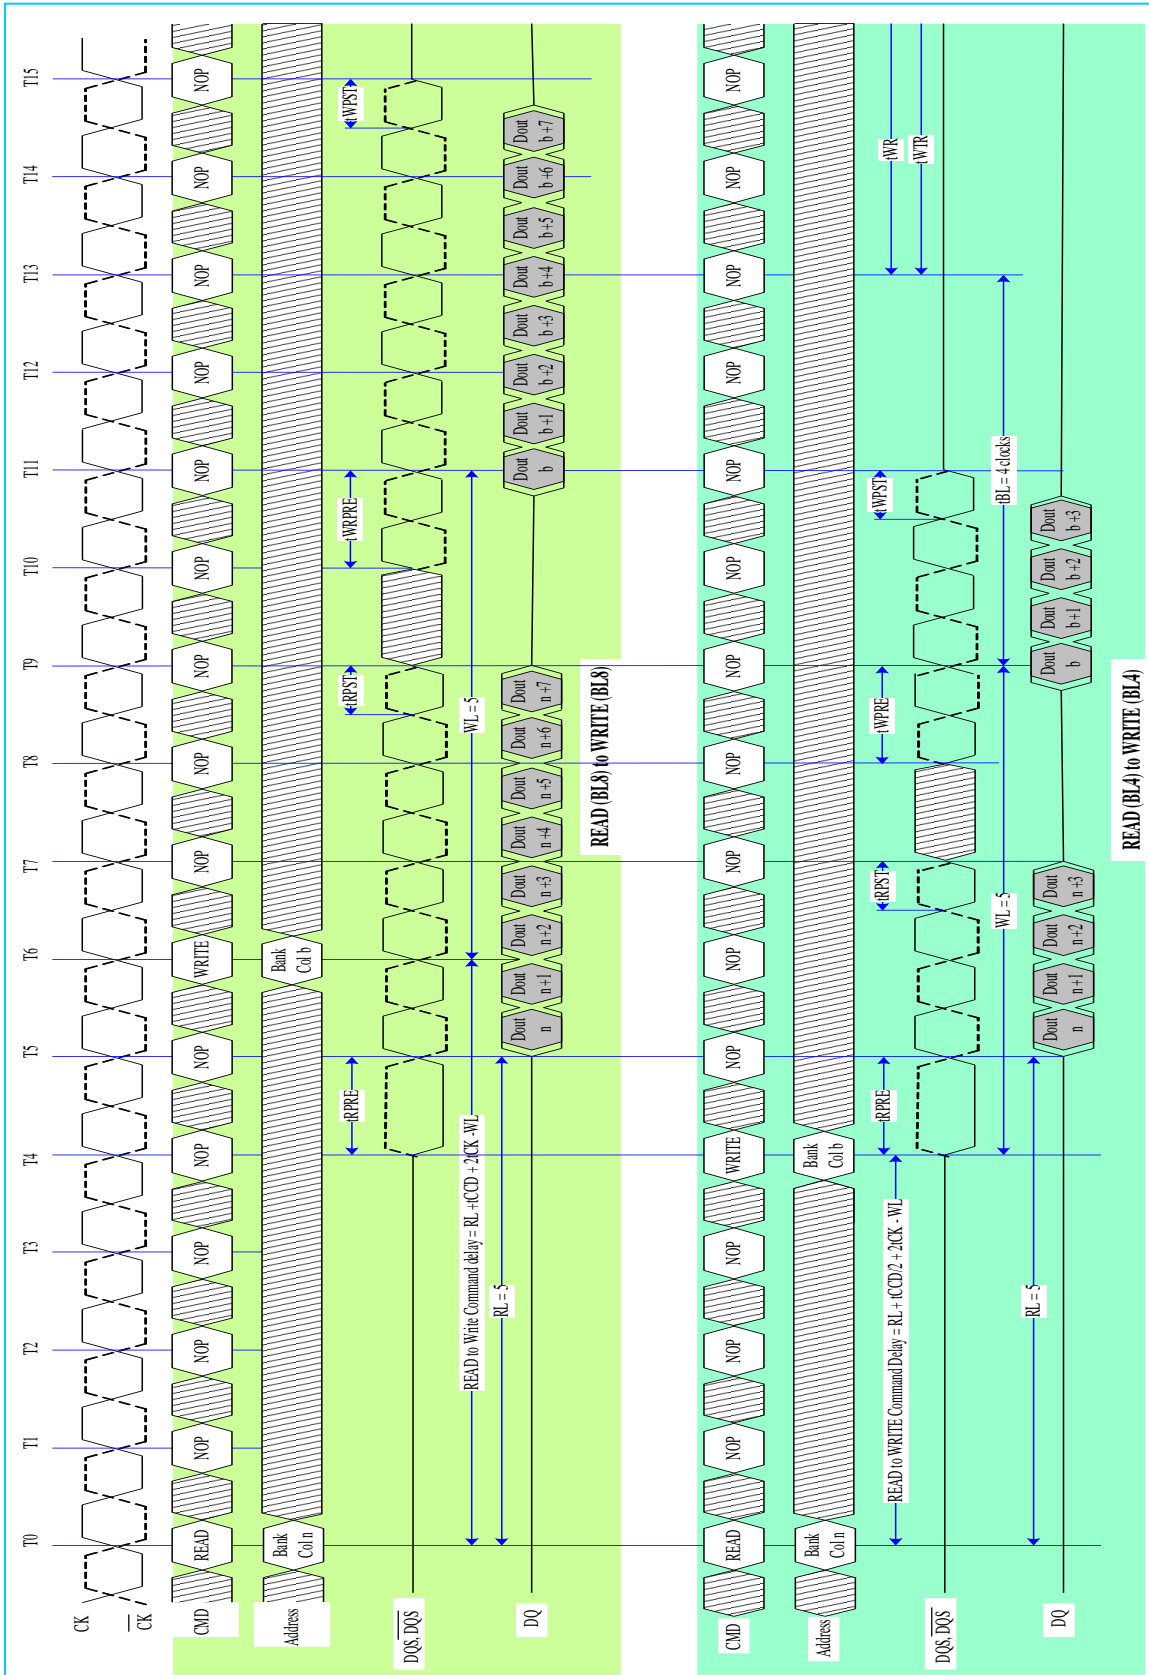 T0 T1 T2 T3 T4 T5 T6 T7 T8 T9 T10 T11 T12 T13 T14 T15
CK
CK
CMD READ NOP NOP NOP NOP NOP WRITE NOP NOP NOP NOP NOP NOP NOP NOP NOP
Address Bank Col n Bank Col b
tRPRE tRPST tWRPRE tWPST
DQS, DQS
READ to Write Command delay = RL +tCCD + 2tCK -WL WL = 5
RL = 5
DQ Dout n Dout n+1 Dout n+2 Dout n+3 Dout n+4 Dout n+5 Dout n+6 Dout n+7 Dout b Dout b+1 Dout b+2 Dout b+3 Dout b+4 Dout b+5 Dout b+6 Dout b+7
READ (BL8) to WRITE (BL8)
CMD READ NOP NOP NOP WRITE NOP NOP NOP NOP NOP NOP NOP NOP NOP NOP NOP
Address Bank Col n Bank Col b
READ to WRITE Command Delay = RL + tCCD/2 + 2tCK - WL tRPRE tRPST tWPRE tWPST tWR
tWTR
DQS, DQS
WL = 5 tBL = 4 clocks
RL = 5
DQ Dout n Dout n+1 Dout n+2 Dout n+3 Dout b Dout b+1 Dout b+2 Dout b+3
READ (BL4) to WRITE (BL4)